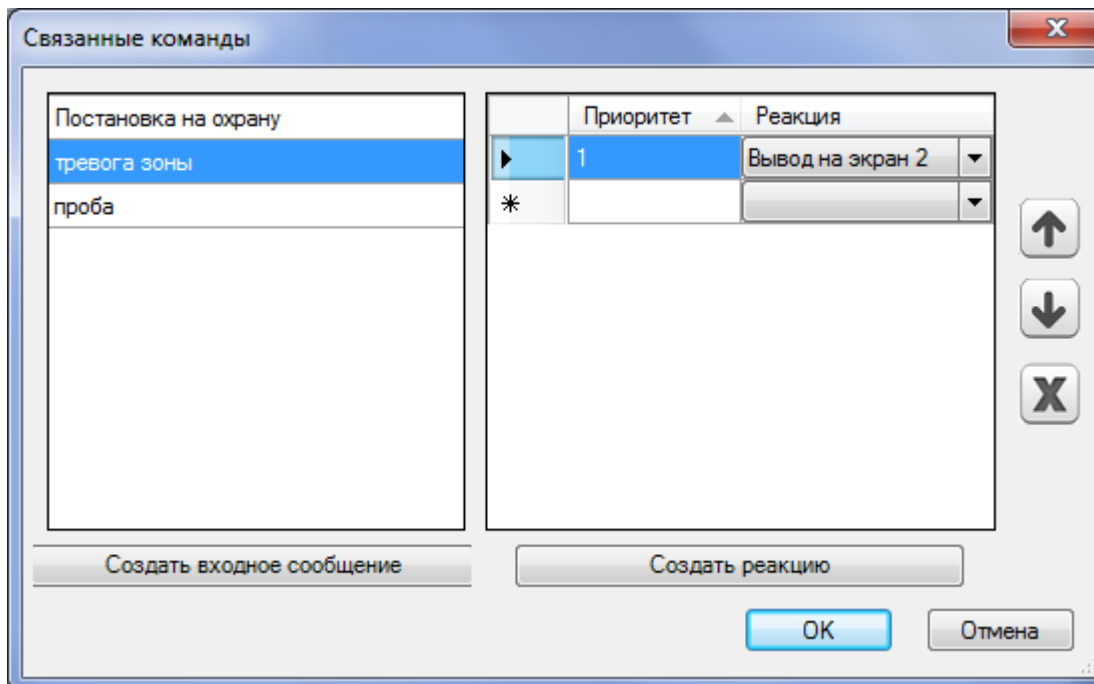 Связанные команды
Постановка на охрану
тревога зоны
проба
Приоритет Реакция
1 Вывод на экран 2
Создать входное сообщение
Создать реакцию
OK Отмена